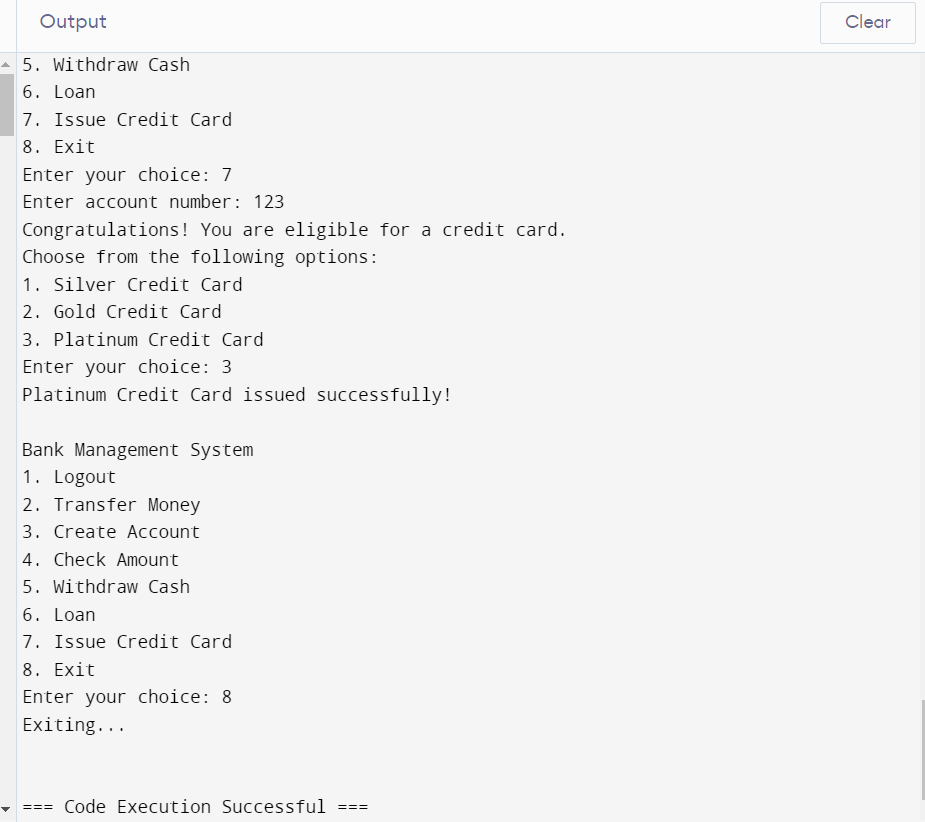 Output
Clear
5. Withdraw Cash
6. Loan
7. Issue Credit Card
8. Exit
Enter your choice: 7
Enter account number: 123
Congratulations! You are eligible for a credit card.
Choose from the following options:
1. Silver Credit Card
2. Gold Credit Card
3. Platinum Credit Card
Enter your choice: 3
Platinum Credit Card issued successfully!
Bank Management System
1. Logout
2. Transfer Money
3. Create Account
4. Check Amount
5. Withdraw Cash
6. Loan
7. Issue Credit Card
8. Exit
Enter your choice: 8
Exiting...
=== Code Execution Successful ===